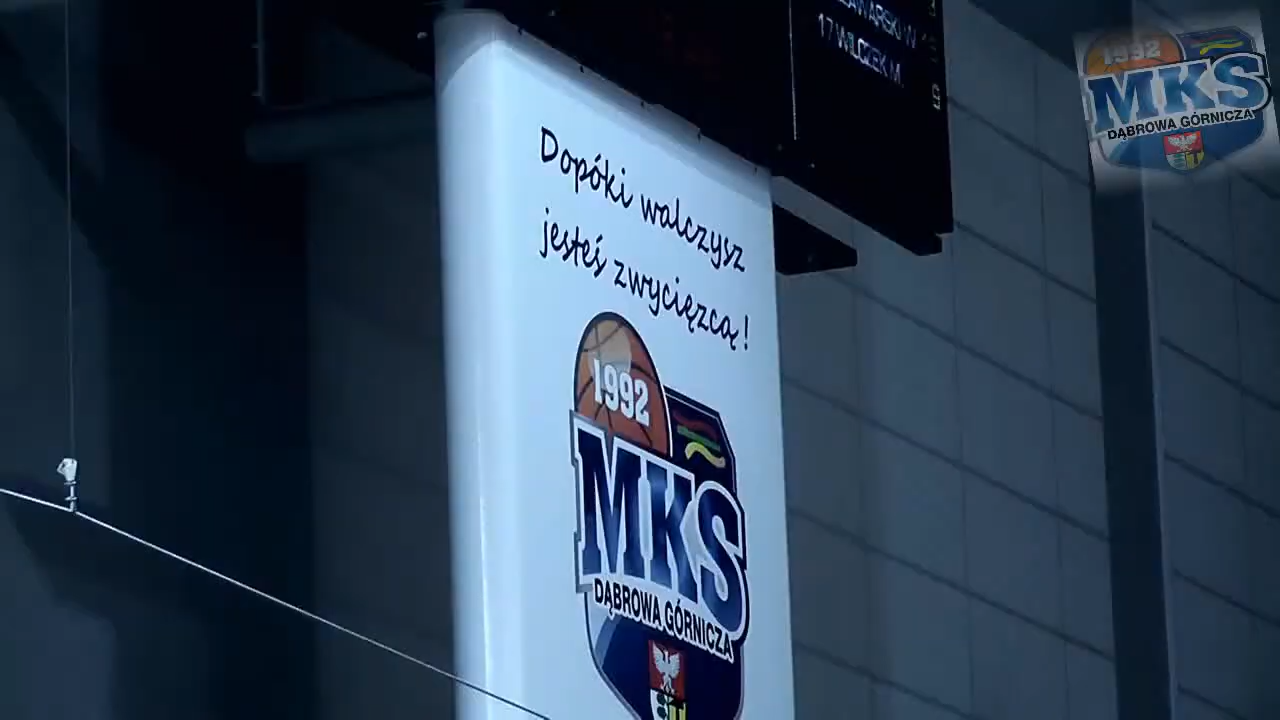 17 WILCZEK M.
1992
MKS
DĄBROWA GÓRNICZA
Dopóki walczysz
jesteś zwycięzcą!
1992
MKS
DĄBROWA GÓRNICZA